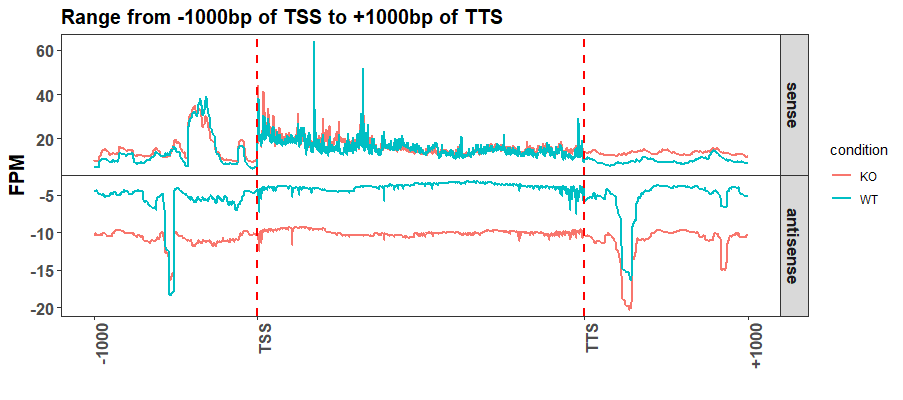 Range from -1000bp of TSS to +1000bp of TTS
FPM
60
40
20
-5
-10
-15
-20
sense
antisense
-1000
TSS
TTS
+1000
condition
KO
WT